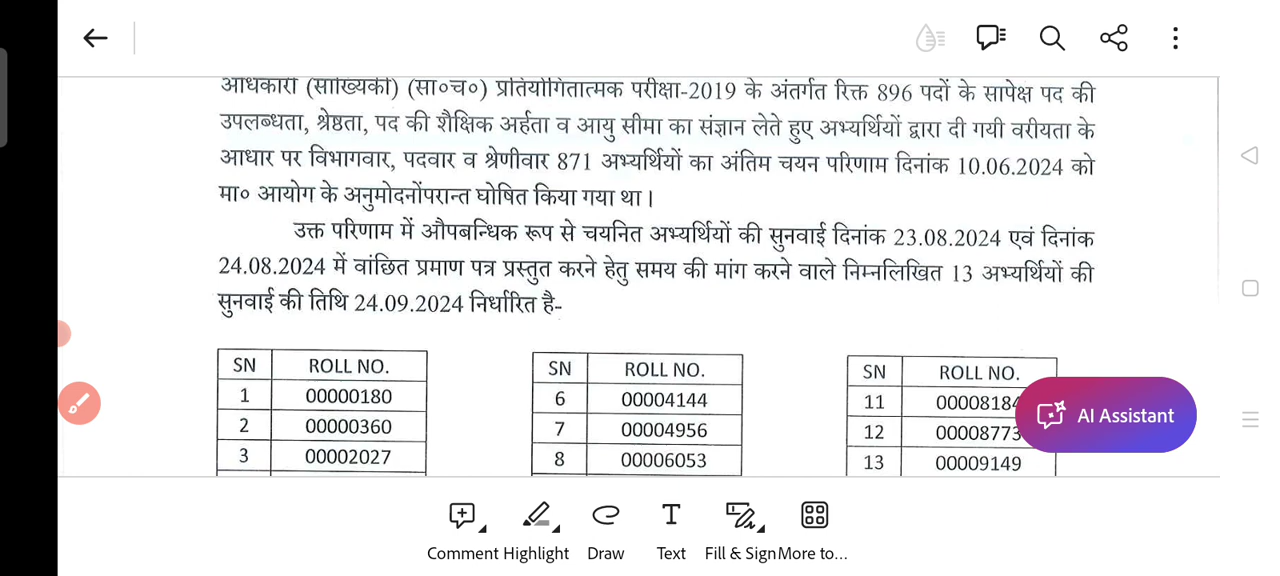 अधिकारी (सांख्यिकी) (सा०च०) प्रतियोगितात्मक परीक्षा-2019 के अंतर्गत रिक्त 896 पदों के सापेक्ष पद की
उपलब्धता, श्रेष्ठता, पद की शैक्षिक अर्हता व आयु सीमा का संज्ञान लेते हुए अभ्यर्थियों द्वारा दी गयी वरीयता के
आधार पर विभागवार, पदवार व श्रेणीवार 871 अभ्यर्थियों का अंतिम चयन परिणाम दिनांक 10.06.2024 को
मा० आयोग के अनुमोदनोंपरान्त घोषित किया गया था।
उक्त परिणाम में औपबन्धिक रूप से चयनित अभ्यर्थियों की सुनवाई दिनांक 23.08.2024 एवं दिनांक
24.08.2024 में वांछित प्रमाण पत्र प्रस्तुत करने हेतु समय की मांग करने वाले निम्नलिखित 13 अभ्यर्थियों की
सुनवाई की तिथि 24.09.2024 निर्धारित है-
SN ROLL NO.
1 00000180
2 00000360
3 00002027
SN ROLL NO.
6 00004144
7 00004956
8 00006053
SN ROLL NO.
11 00008184
12 00008773
13 00009149
AI Assistant
Comment Highlight Draw Text Fill & Sign More to...